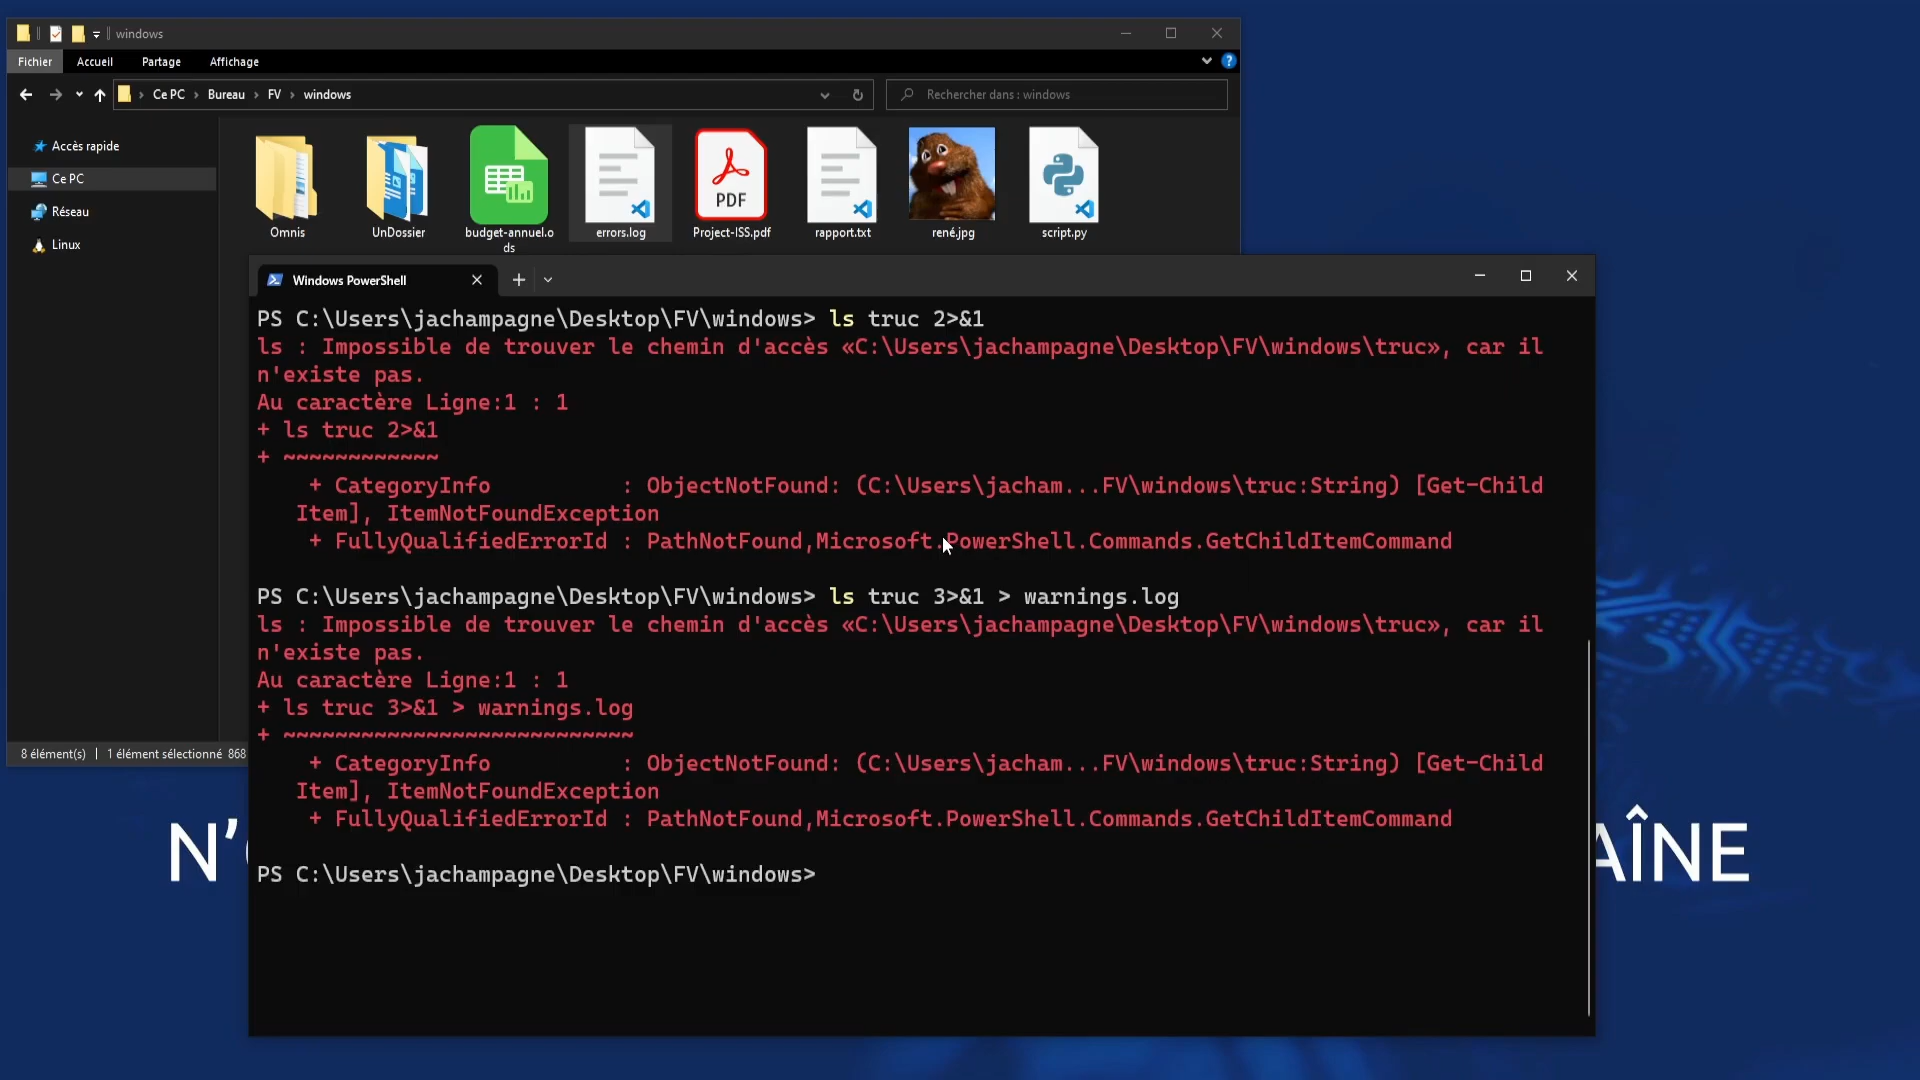 windows
Fichier Accueil Partage Affichage
Ce PC > Bureau > FV > windows
Rechercher dans : windows
Accès rapide
Ce PC
Réseau
Linux
Omnis
UnDossier
budget-annuel.o
ds
errors.log
PDF
Project-ISS.pdf
rapport.txt
rené.jpg
script.py
8 élément(s)
1 élément sélectionné 868
Windows PowerShell
PS C:\Users\jachampagne\Desktop\FV\windows> ls truc 2>&1
ls : Impossible de trouver le chemin d'accès «C:\Users\jachampagne\Desktop\FV\windows\truc», car il
n'existe pas.
Au caractère Ligne:1 : 1
+ ls truc 2>&1
+ ~~~~~~~~~~~~
+ CategoryInfo : ObjectNotFound: (C:\Users\jacham...FV\windows\truc:String) [Get-Child
Item], ItemNotFoundException
+ FullyQualifiedErrorId : PathNotFound,Microsoft.PowerShell.Commands.GetChildItemCommand
PS C:\Users\jachampagne\Desktop\FV\windows> ls truc 3>&1 > warnings.log
ls : Impossible de trouver le chemin d'accès «C:\Users\jachampagne\Desktop\FV\windows\truc», car il
n'existe pas.
Au caractère Ligne:1 : 1
+ ls truc 3>&1 > warnings.log
+ ~~~~~~~~~~~~~~~~~~~~~~~~~~~
+ CategoryInfo : ObjectNotFound: (C:\Users\jacham...FV\windows\truc:String) [Get-Child
Item], ItemNotFoundException
+ FullyQualifiedErrorId : PathNotFound,Microsoft.PowerShell.Commands.GetChildItemCommand
PS C:\Users\jachampagne\Desktop\FV\windows>